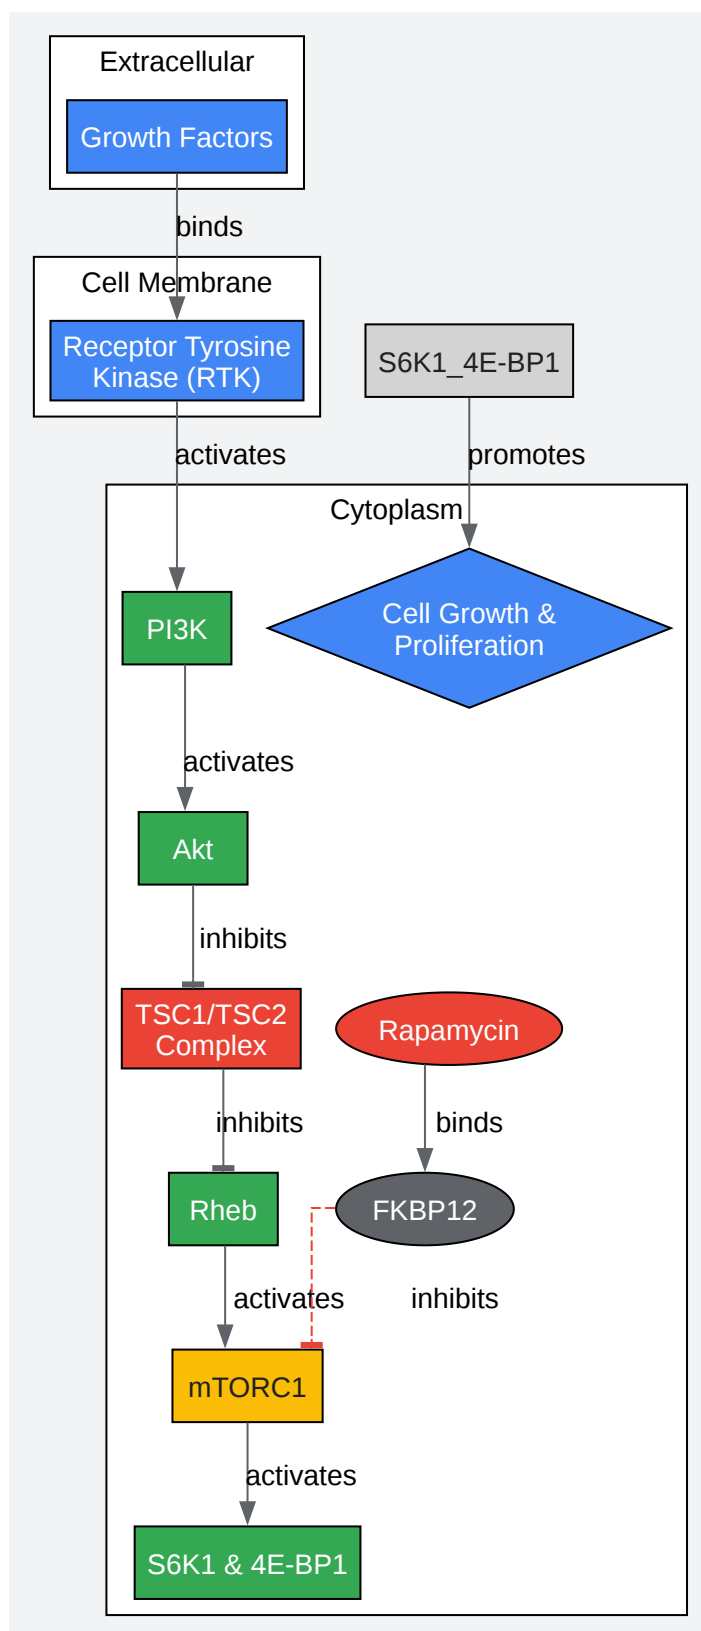 Extracellular
Growth Factors
binds
Cell Membrane
Receptor Tyrosine
Kinase (RTK)
S6K1_4E-BP1
activates
promotes
Cytoplasm
PI3K
Cell Growth &
Proliferation
activates
Akt
inhibits
TSC1/TSC2
Complex
Rapamycin
inhibits
binds
Rheb
FKBP12
activates
inhibits
mTORC1
activates
S6K1 & 4E-BP1